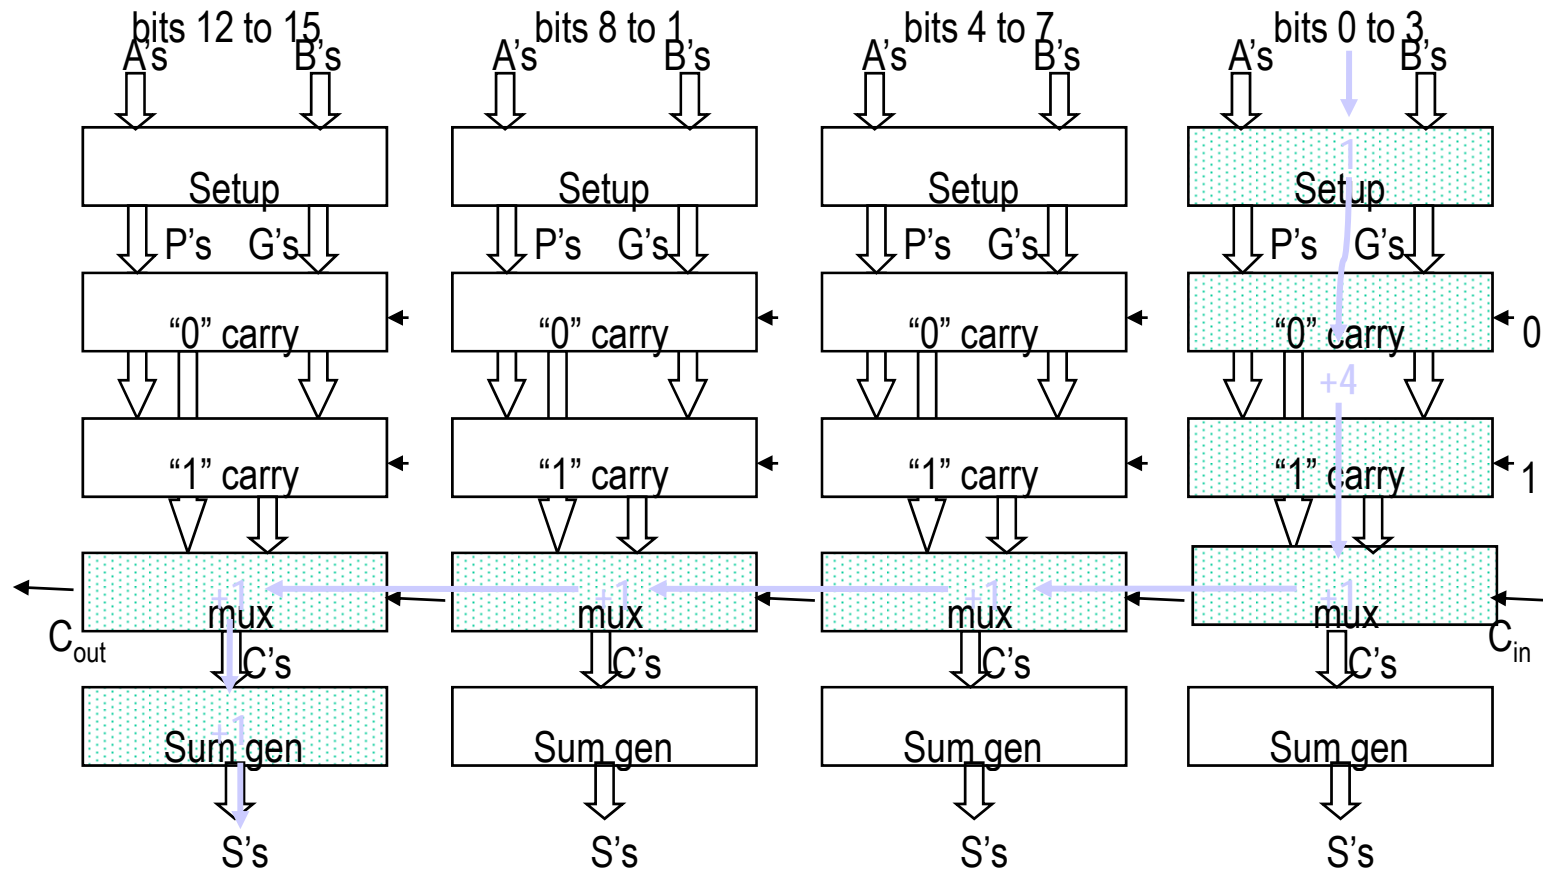 bits 12 to 15 bits 8 to 1 bits 4 to 7 bits 0 to 3
A's B's A's B's A's B's A's B's
1
Setup Setup Setup Setup
P's G's P's G's P's G's P's G's
“0” carry “0” carry “0” carry “0” carry 0
+4
“1” carry “1” carry “1” carry “1” carry 1
+1 +1 +1 +1
mux mux mux mux
Cout C's C's C's C's Cin
+1
Sum gen Sum gen Sum gen Sum gen
S's S's S's S's